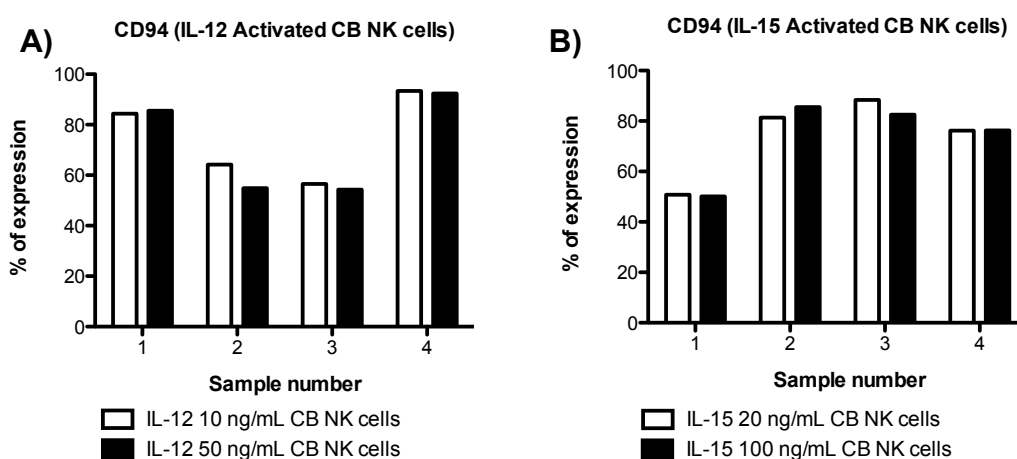 A)
CD94 (IL-12 Activated CB NK cells)
% of expression
100
80
60
40
20
0
1 2 3 4
Sample number
IL-12 10 ng/mL CB NK cells
IL-12 50 ng/mL CB NK cells
B)
CD94 (IL-15 Activated CB NK cells)
% of expression
100
80
60
40
20
0
1 2 3 4
Sample number
IL-15 20 ng/mL CB NK cells
IL-15 100 ng/mL CB NK cells